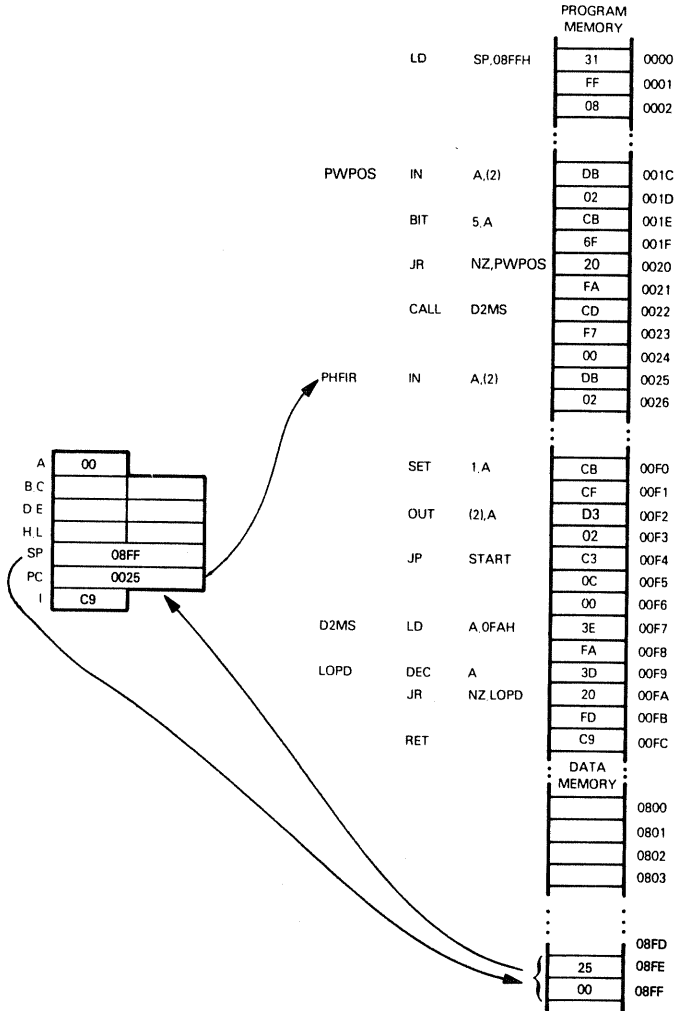 PROGRAM
MEMORY
LD SP,08FFH 31 0000
FF 0001
08 0002
PWPOS IN A,(2) DB 001C
02 001D
BIT 5,A CB 001E
6F 001F
JR NZ,PWPOS 20 0020
FA 0021
CALL D2MS CD 0022
F7 0023
00 0024
PHFIR IN A,(2) DB 0025
02 0026
A 00
B,C
D E
H,L
SP 08FF
PC 0025
I C9
SET 1,A CB 00F0
CF 00F1
OUT (2),A D3 00F2
02 00F3
JP START C3 00F4
0C 00F5
00 00F6
D2MS LD A,0FAH 3E 00F7
FA 00F8
LOPD DEC A 3D 00F9
JR NZ,LOPD 20 00FA
FD 00FB
RET C9 00FC
DATA
MEMORY
0800
0801
0802
0803
08FD
25 08FE
00 08FF